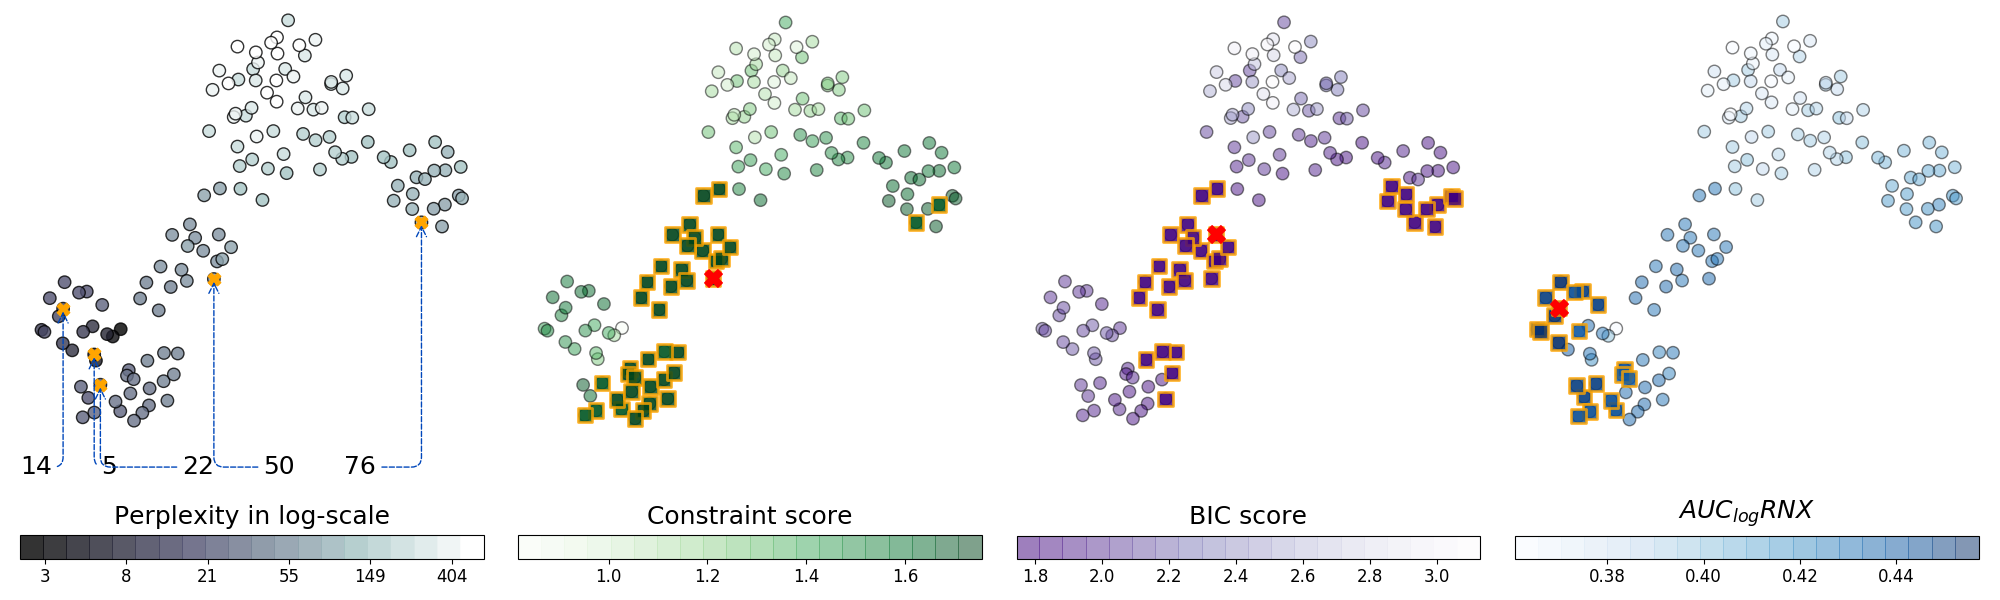 14 5 22 50 76
Perplexity in log-scale
3 8 21 55 149 404
Constraint score
1.0 1.2 1.4 1.6
BIC score
1.8 2.0 2.2 2.4 2.6 2.8 3.0
AUC_{log}RNX
0.38 0.40 0.42 0.44